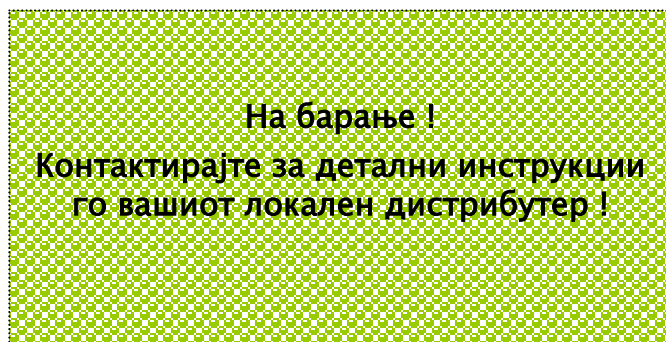 На барање !
Контактирајте за детални инструкции
го вашиот локален дистрибутер !